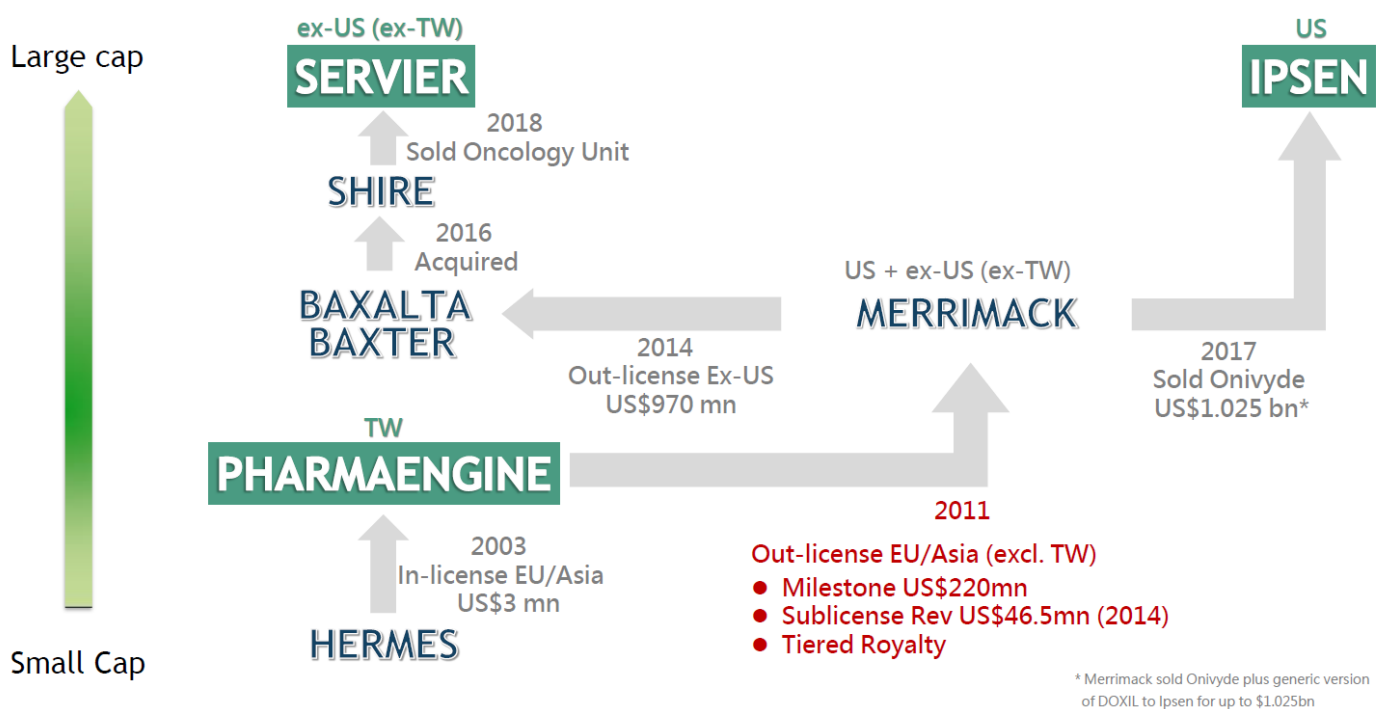 ex-US (ex-TW)
US
Large cap
SERVIER
IPSEN
2018
Sold Oncology Unit
SHIRE
2016
Acquired
US + ex-US (ex-TW)
BAXALTA
BAXTER
MERRIMACK
2014
Out-license Ex-US
US$970 mn
2017
Sold Onivyde
US$1.025 bn*
TW
PHARMAENGINE
2011
2003
In-license EU/Asia
US$3 mn
Out-license EU/Asia (excl. TW)
● Milestone US$220mn
● Sublicense Rev US$46.5mn (2014)
● Tiered Royalty
HERMES
Small Cap
* Merrimack sold Onivyde plus generic version
of DOXIL to Ipsen for up to $1.025bn